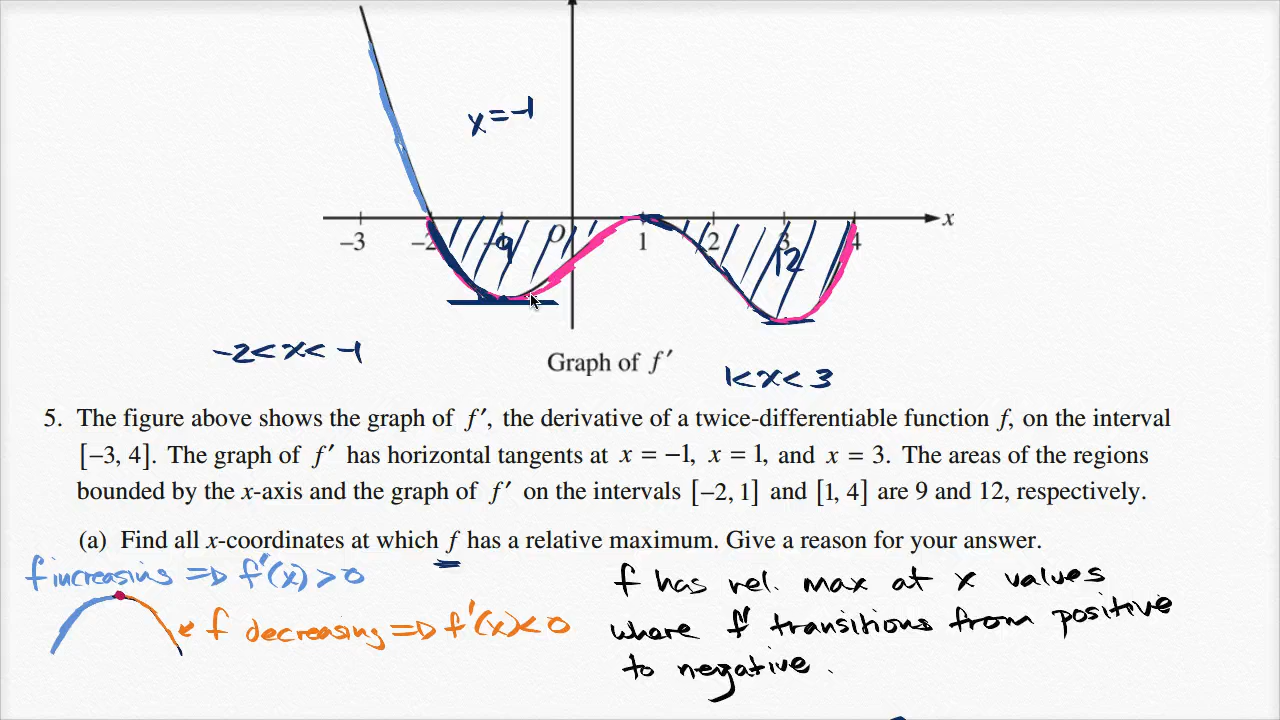 x = -1
x
-3 -2 -1 O 1 2 3 4
9
12
-2 < x < -1
Graph of f′
1 < x < 3
5. The figure above shows the graph of f′, the derivative of a twice-differentiable function f, on the interval
[−3, 4]. The graph of f′ has horizontal tangents at x = −1, x = 1, and x = 3. The areas of the regions
bounded by the x-axis and the graph of f′ on the intervals [−2, 1] and [1, 4] are 9 and 12, respectively.
(a) Find all x-coordinates at which f has a relative maximum. Give a reason for your answer.
f increasing ⇒ f'(x) > 0
f decreasing ⇒ f'(x) < 0
f has rel. max at x values
where f' transitions from positive
to negative.